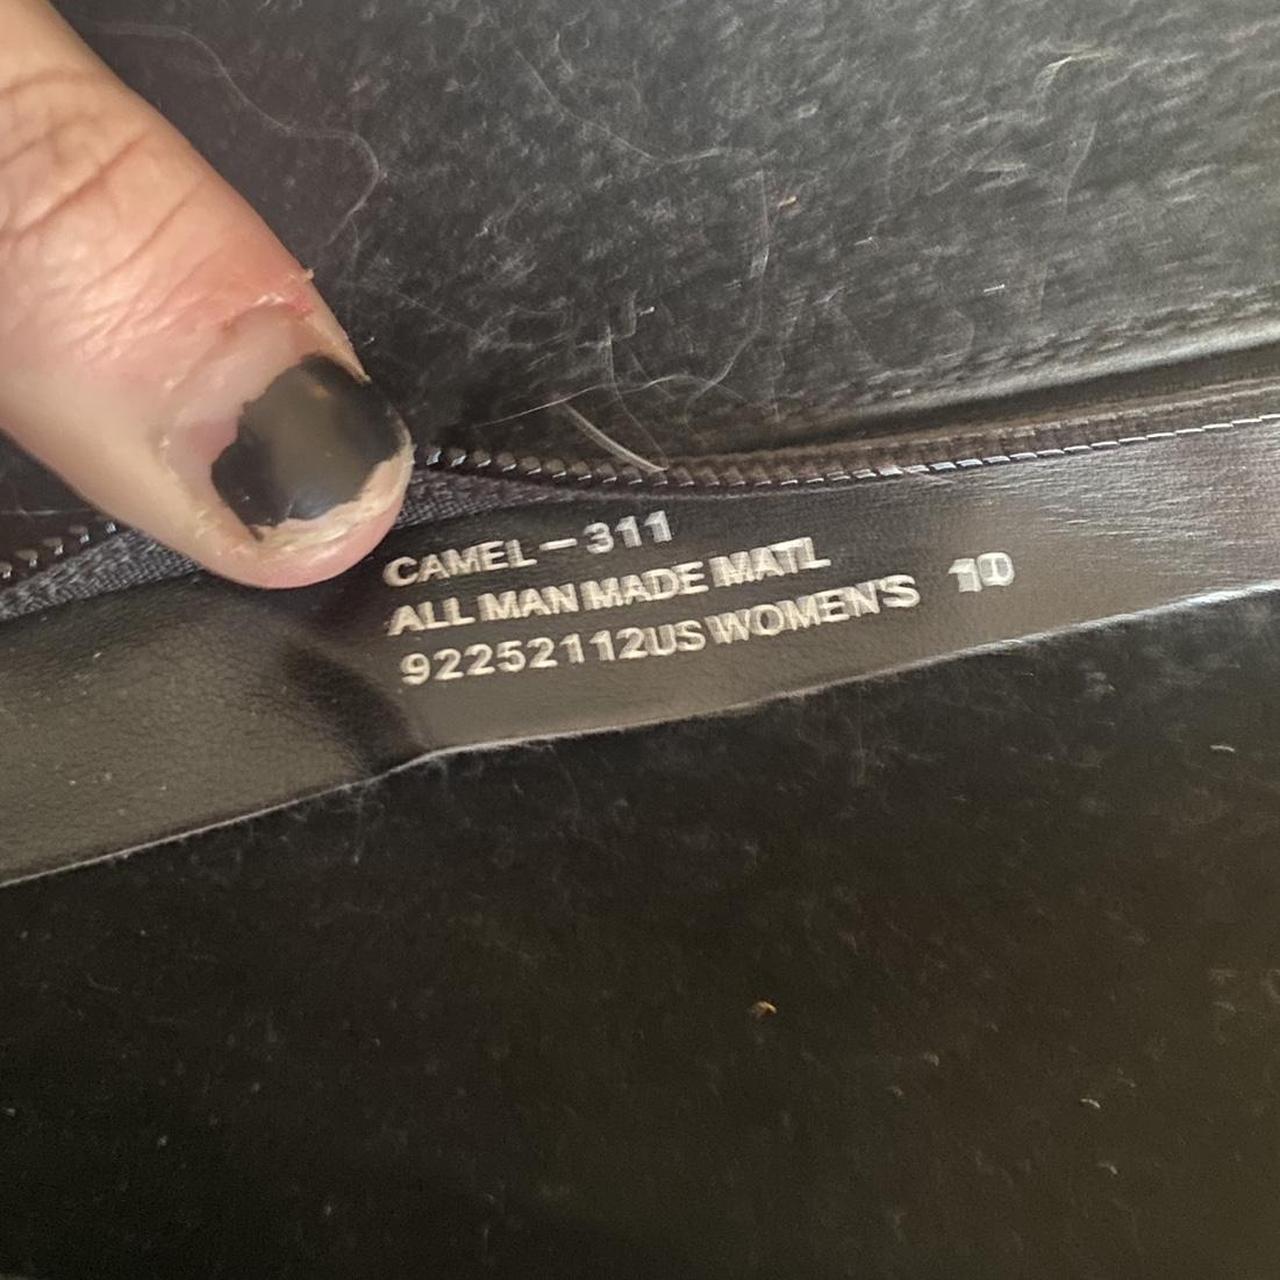 CAMEL-311
ALL MAN MADE MATL
92252112US WOMEN'S 10